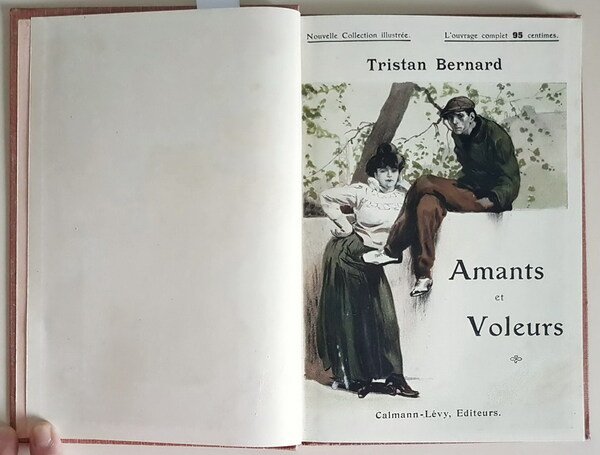 Nouvelle Collection illustrée.
L'ouvrage complet 95 centimes.
Tristan Bernard
Amants
et
Voleurs
Calmann-Lévy, Editeurs.